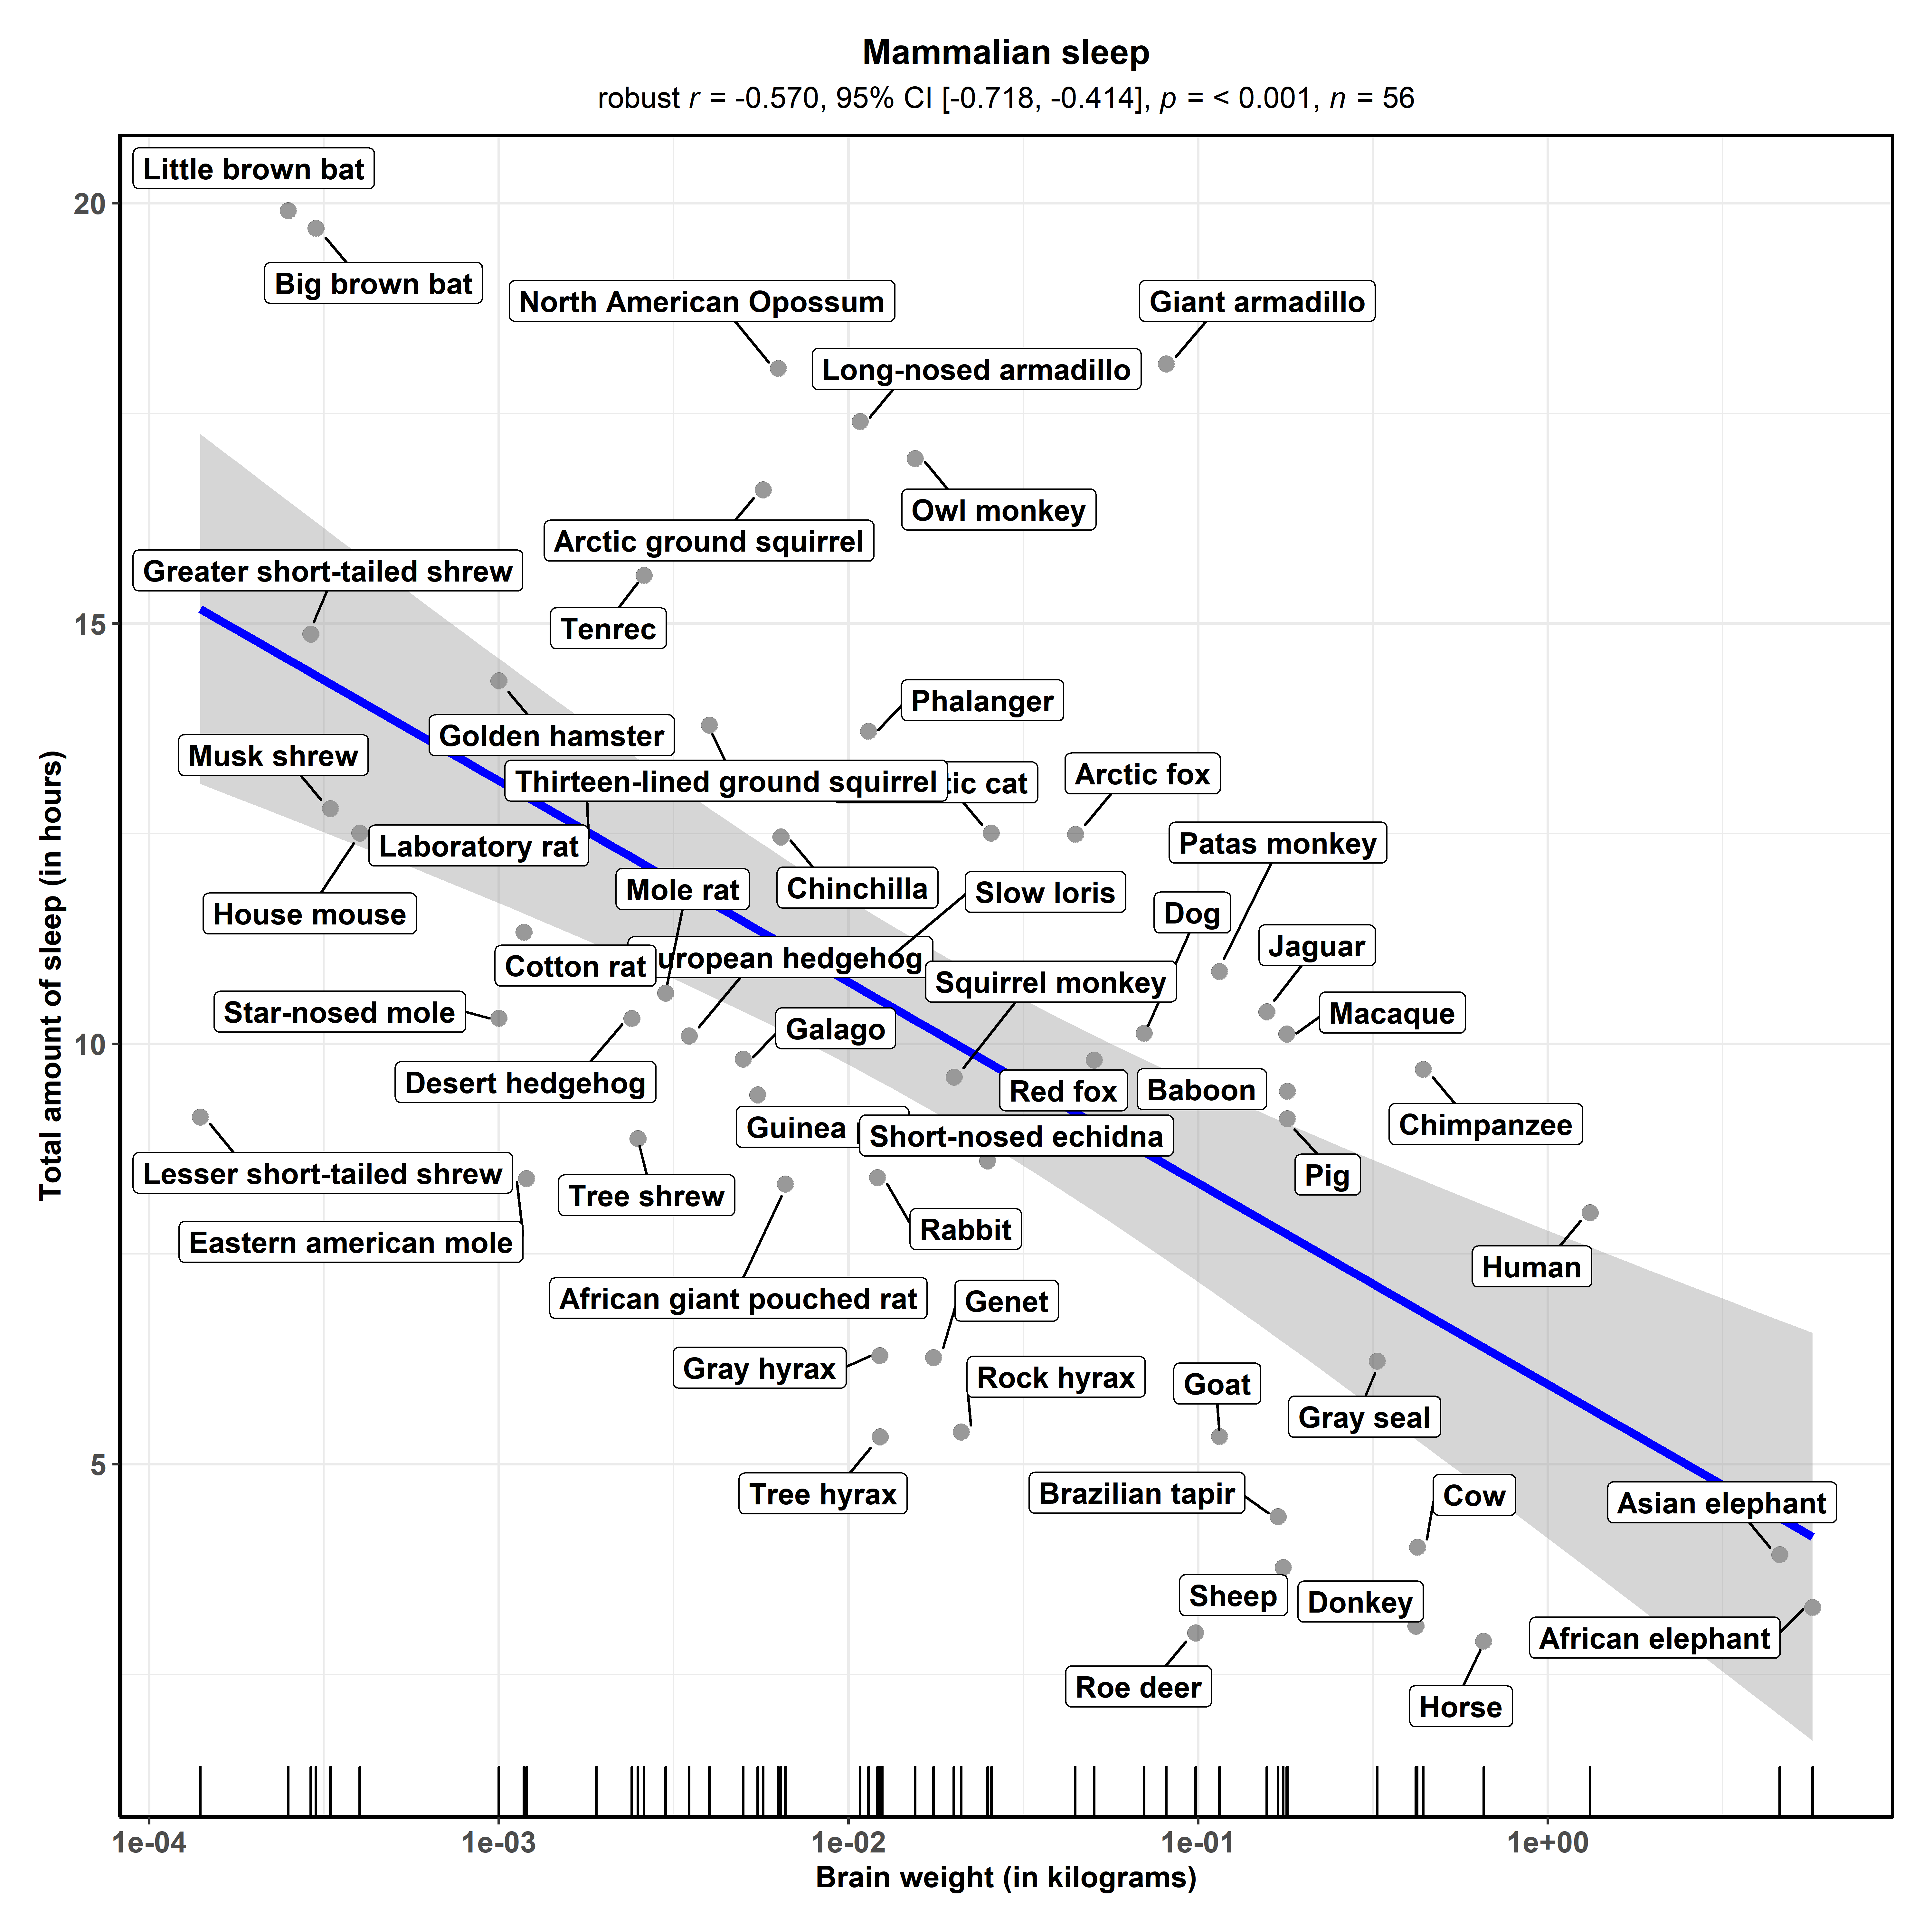 Mammalian sleep
robust r = -0.570, 95% CI [-0.718, -0.414], p = < 0.001, n = 56
Total amount of sleep (in hours)
20
15
10
5
Little brown bat
Big brown bat
North American Opossum
Giant armadillo
Long-nosed armadillo
Owl monkey
Arctic ground squirrel
Greater short-tailed shrew
Tenrec
Phalanger
Golden hamster
Musk shrew
Thirteen-lined ground squirrel
tic cat
Arctic fox
Laboratory rat
Patas monkey
Mole rat
Chinchilla
Slow loris
House mouse
Dog
Jaguar
Cotton rat
uropean hedgehog
Squirrel monkey
Star-nosed mole
Galago
Macaque
Desert hedgehog
Red fox
Baboon
Chimpanzee
Guinea
Short-nosed echidna
Lesser short-tailed shrew
Tree shrew
Pig
Rabbit
Eastern american mole
Human
African giant pouched rat
Genet
Gray hyrax
Rock hyrax
Goat
Gray seal
Tree hyrax
Brazilian tapir
Cow
Asian elephant
Sheep
Donkey
African elephant
Roe deer
Horse
1e-04
1e-03
1e-02
1e-01
1e+00
Brain weight (in kilograms)